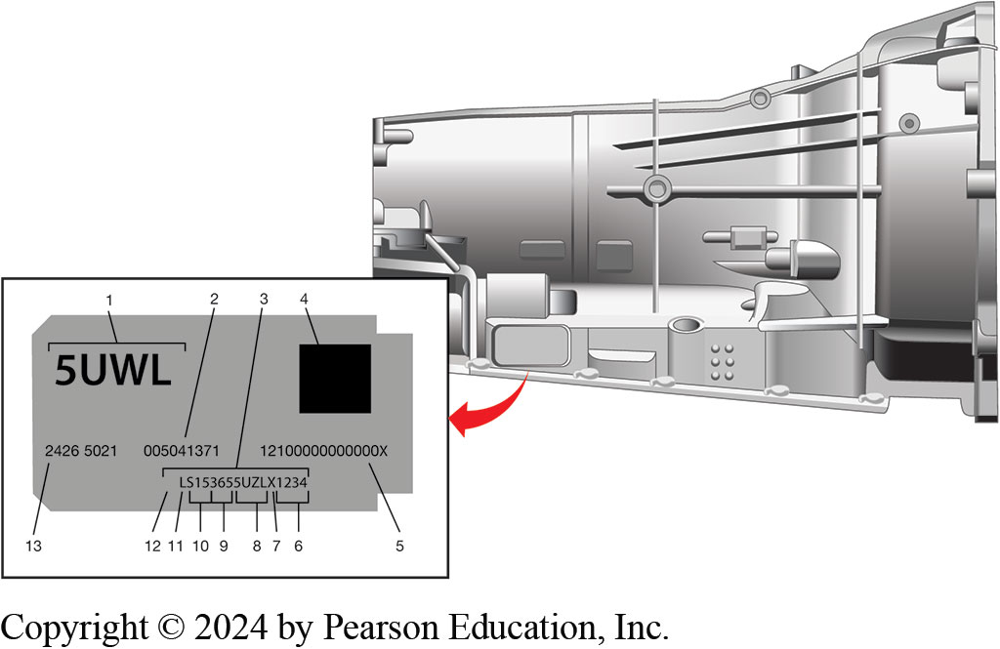 1 2 3 4
5UWL
2426 5021 005041371 12100000000000X
LS153655UZLX1234
13 12 11 10 9 8 7 6 5
Copyright © 2024 by Pearson Education, Inc.